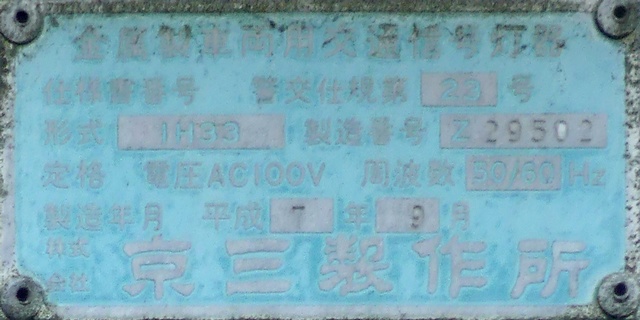 金属製車両用交通信号灯器
仕様書番号 警交仕規第 23 号
形式 1H33 製造番号 Z29502
定格 電圧AC100V 周波数 50/60 Hz
製造年月 平成 7 年 9 月
株式会社 京三製作所